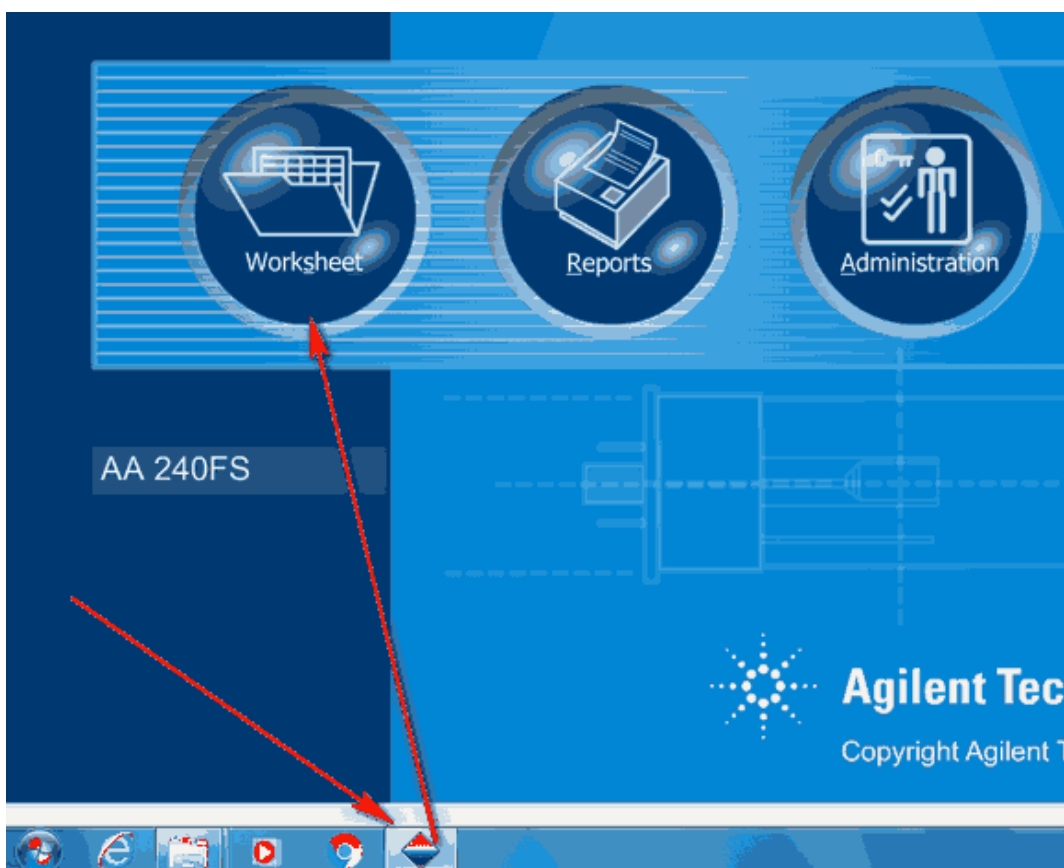 Worksheet
Reports
Administration
AA 240FS
Agilent Tec
Copyright Agilent T